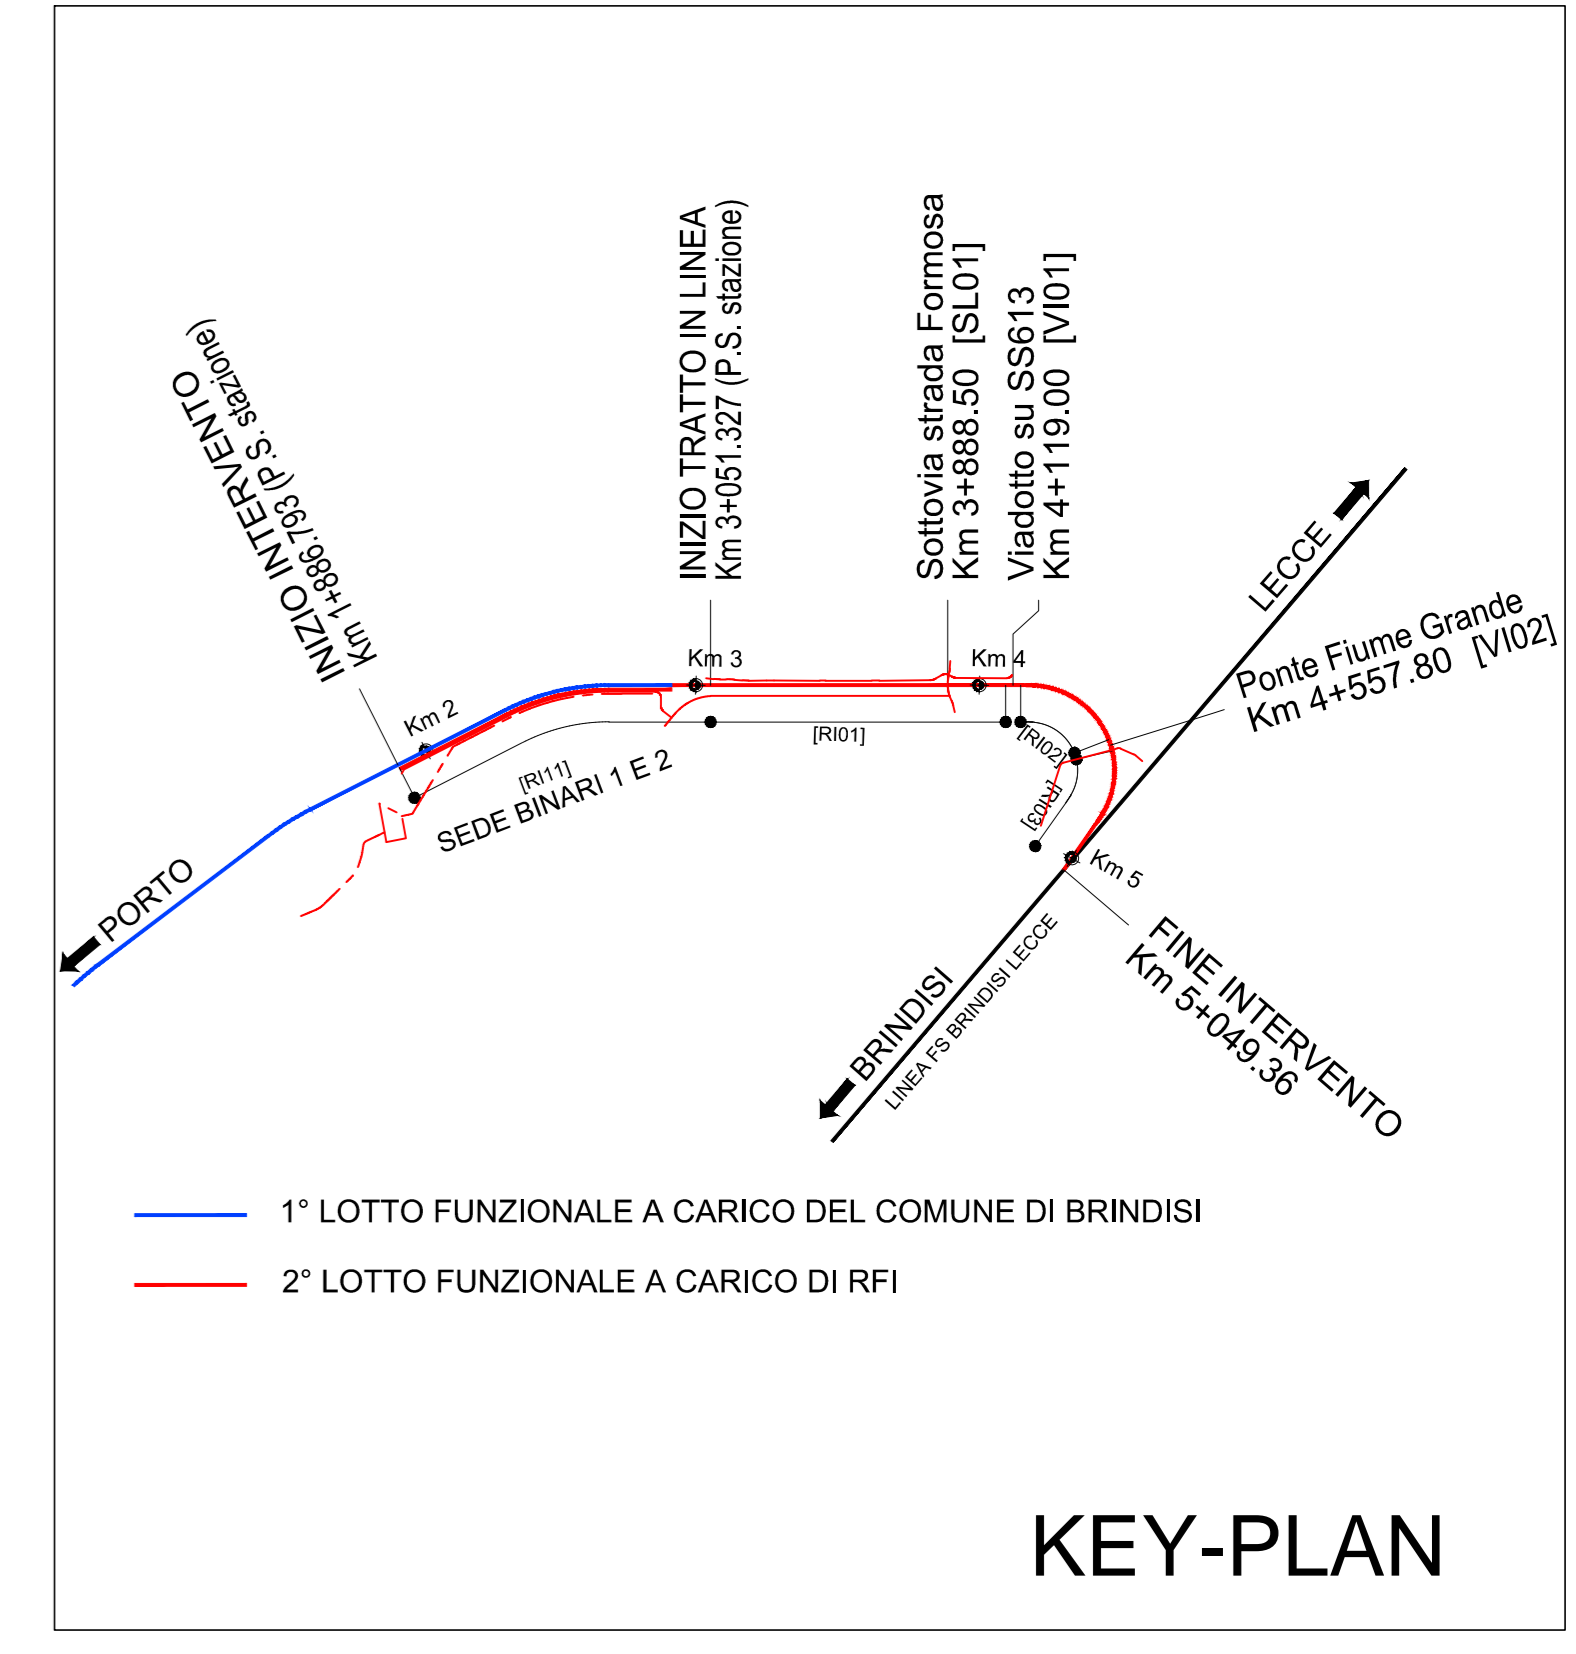 INIZIO INTERVENTO
Km 1+886.793 (P.S. stazione)
INIZIO TRATTO IN LINEA
Km 3+051.327 (P.S. stazione)
Sottovia strada Formosa
Km 3+888.50 [SL01]
Viadotto su SS613
Km 4+119.00 [VI01]
LECCE
Ponte Fiume Grande
Km 4+557.80 [VI02]
Km 2
Km 3
Km 4
[RI11]
SEDE BINARI 1 E 2
[RI01]
[RI02]
[RI03]
Km 5
PORTO
BRINDISI
LINEA FS BRINDISI LECCE
FINE INTERVENTO
Km 5+049.36
1° LOTTO FUNZIONALE A CARICO DEL COMUNE DI BRINDISI
2° LOTTO FUNZIONALE A CARICO DI RFI
KEY-PLAN